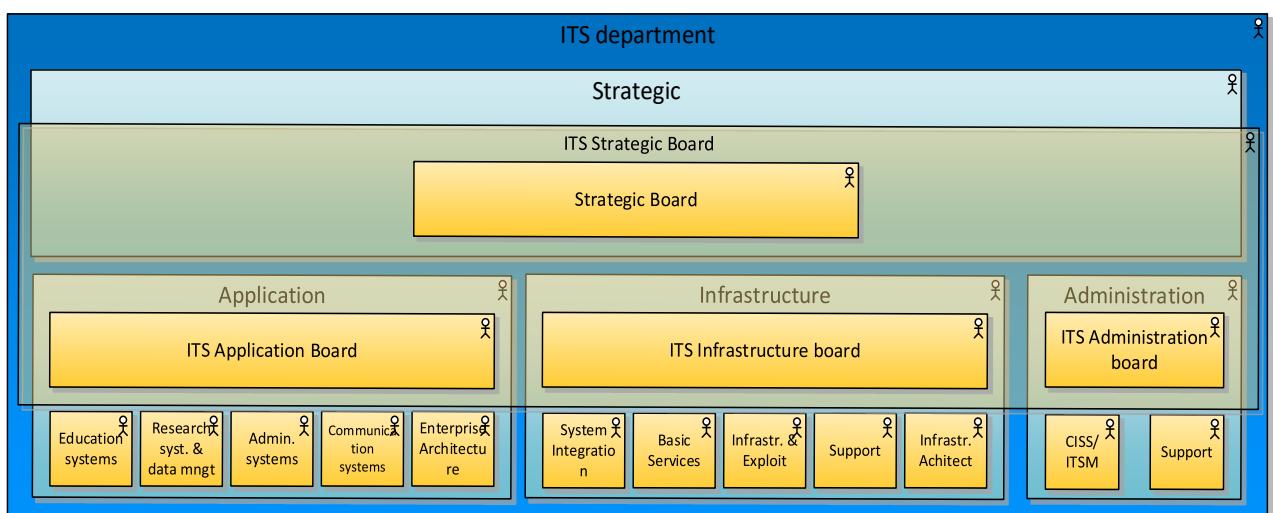 ITS department
Strategic
ITS Strategic Board
Strategic Board
Application
Infrastructure
Administration
ITS Application Board
ITS Infrastructure board
ITS Administration
board
Education
systems
Research
syst. &
data mngt
Admin.
systems
Communica
tion
systems
Enterprise
Architectu
re
System
Integratio
n
Basic
Services
Infrastr. &
Exploit
Support
Infrastr.
Achitect
CISS/
ITSM
Support